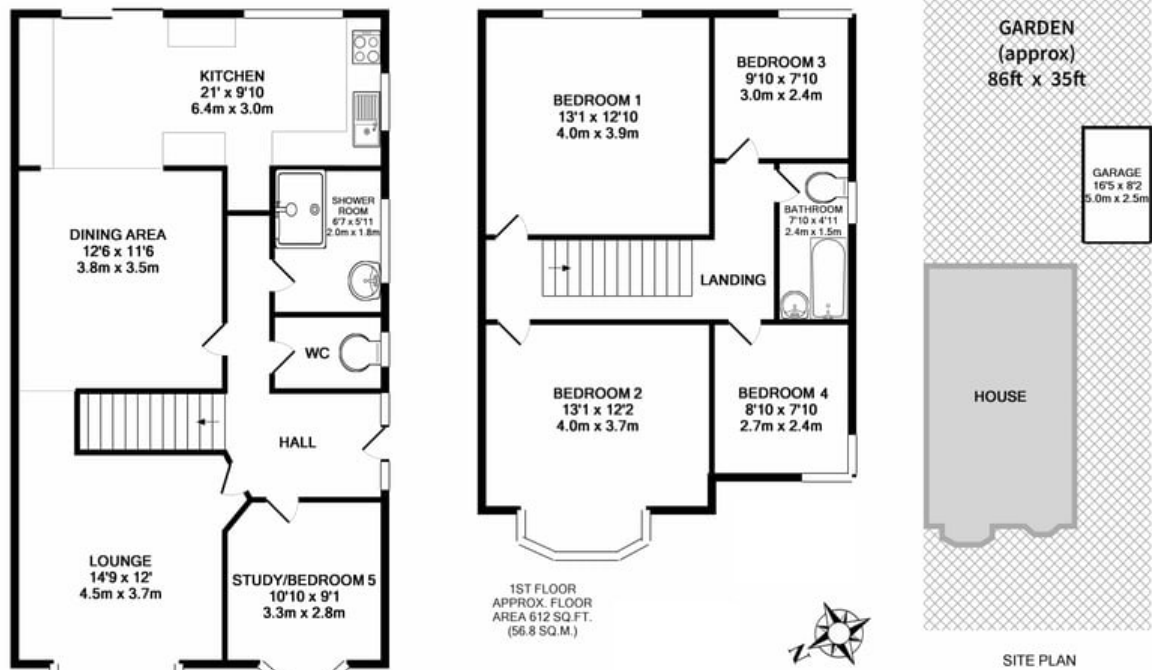 KITCHEN
21' x 9'10
6.4m x 3.0m
SHOWER
ROOM
6'7 x 5'11
2.0m x 1.8m
DINING AREA
12'6 x 11'6
3.8m x 3.5m
WC
HALL
LOUNGE
14'9 x 12'
4.5m x 3.7m
STUDY/BEDROOM 5
10'10 x 9'1
3.3m x 2.8m
BEDROOM 1
13'1 x 12'10
4.0m x 3.9m
BEDROOM 3
9'10 x 7'10
3.0m x 2.4m
BATHROOM
7'10 x 4'11
2.4m x 1.5m
LANDING
BEDROOM 2
13'1 x 12'2
4.0m x 3.7m
BEDROOM 4
8'10 x 7'10
2.7m x 2.4m
1ST FLOOR
APPROX. FLOOR
AREA 612 SQ.FT.
(56.8 SQ.M.)
N
GARDEN
(approx)
86ft x 35ft
GARAGE
16'5 x 8'2
5.0m x 2.5m
HOUSE
SITE PLAN